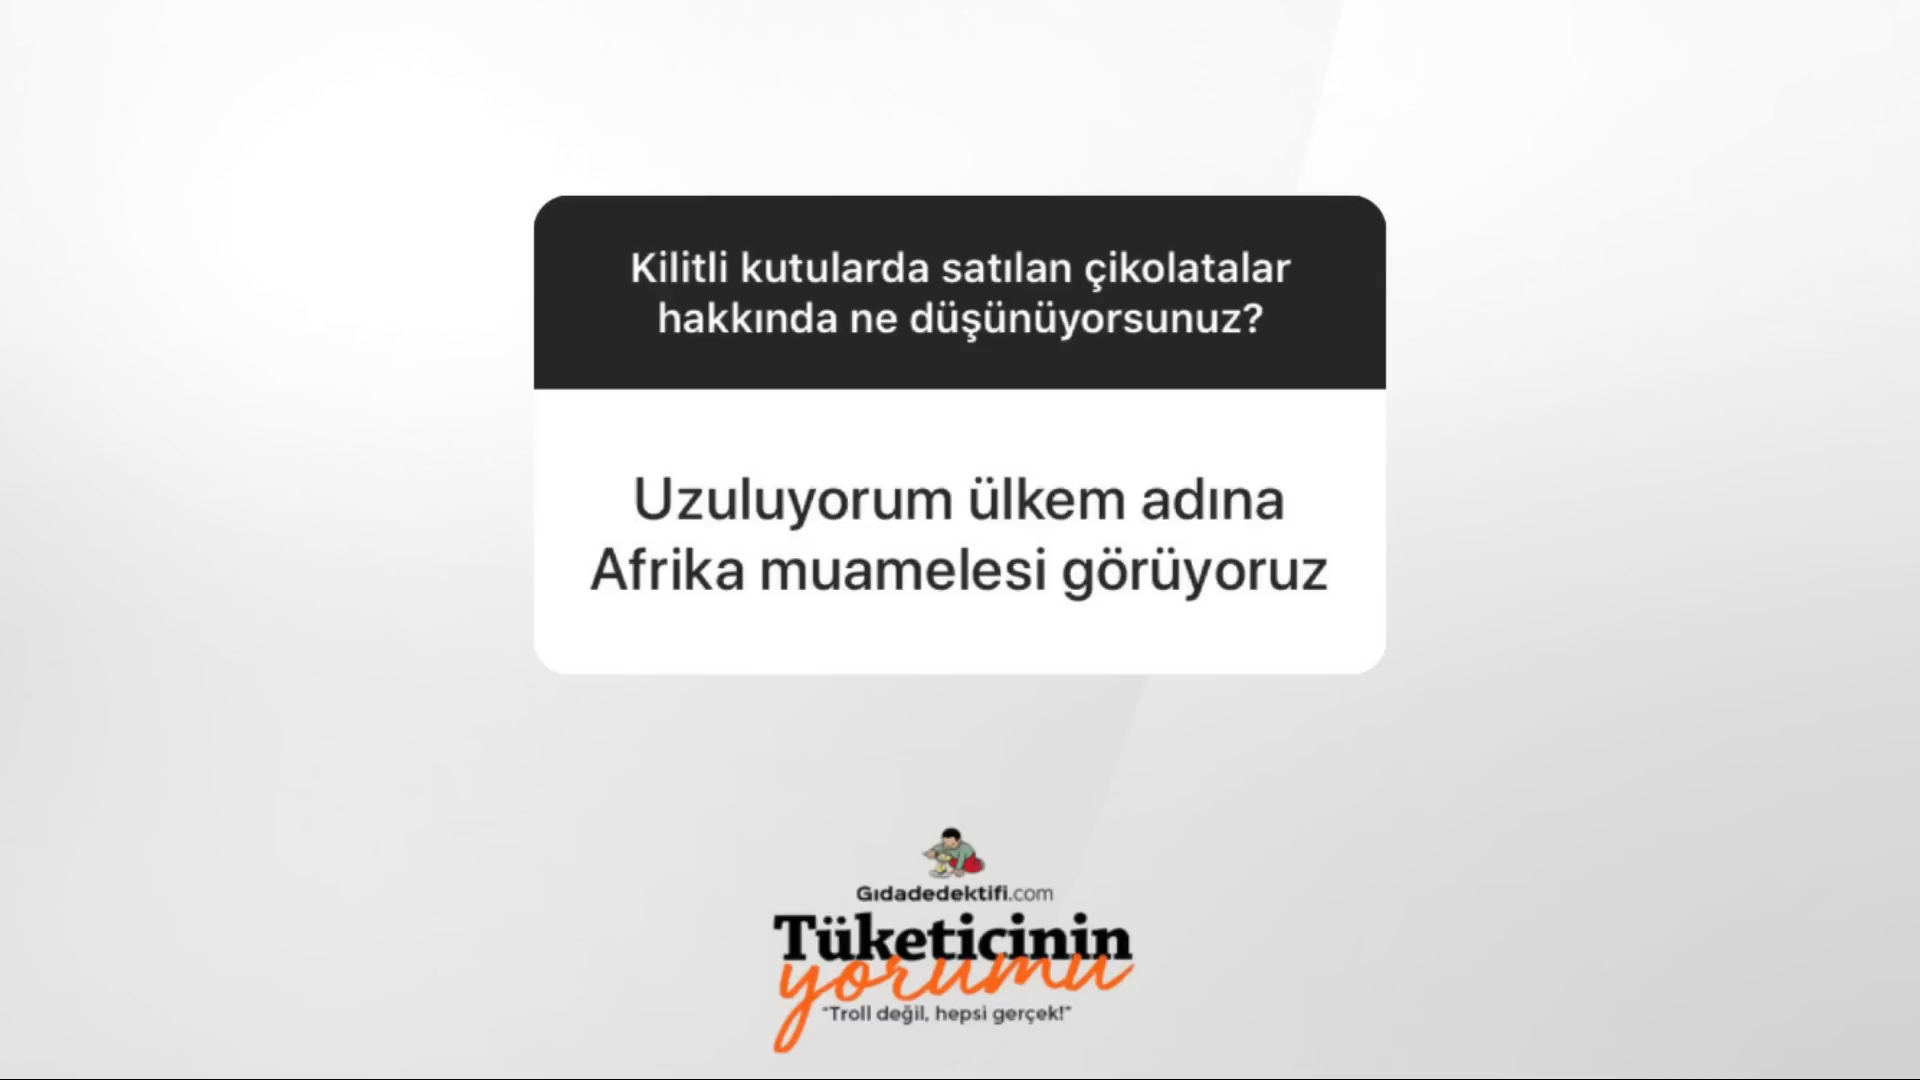 Kilitli kutularda satılan çikolatalar
hakkında ne düşünüyorsunuz?
Uzuluyorum ülkem adına
Afrika muamelesi görüyoruz
Gıdadedektifi.com
Tüketicinin
yorumu
"Troll değil, hepsi gerçek!"